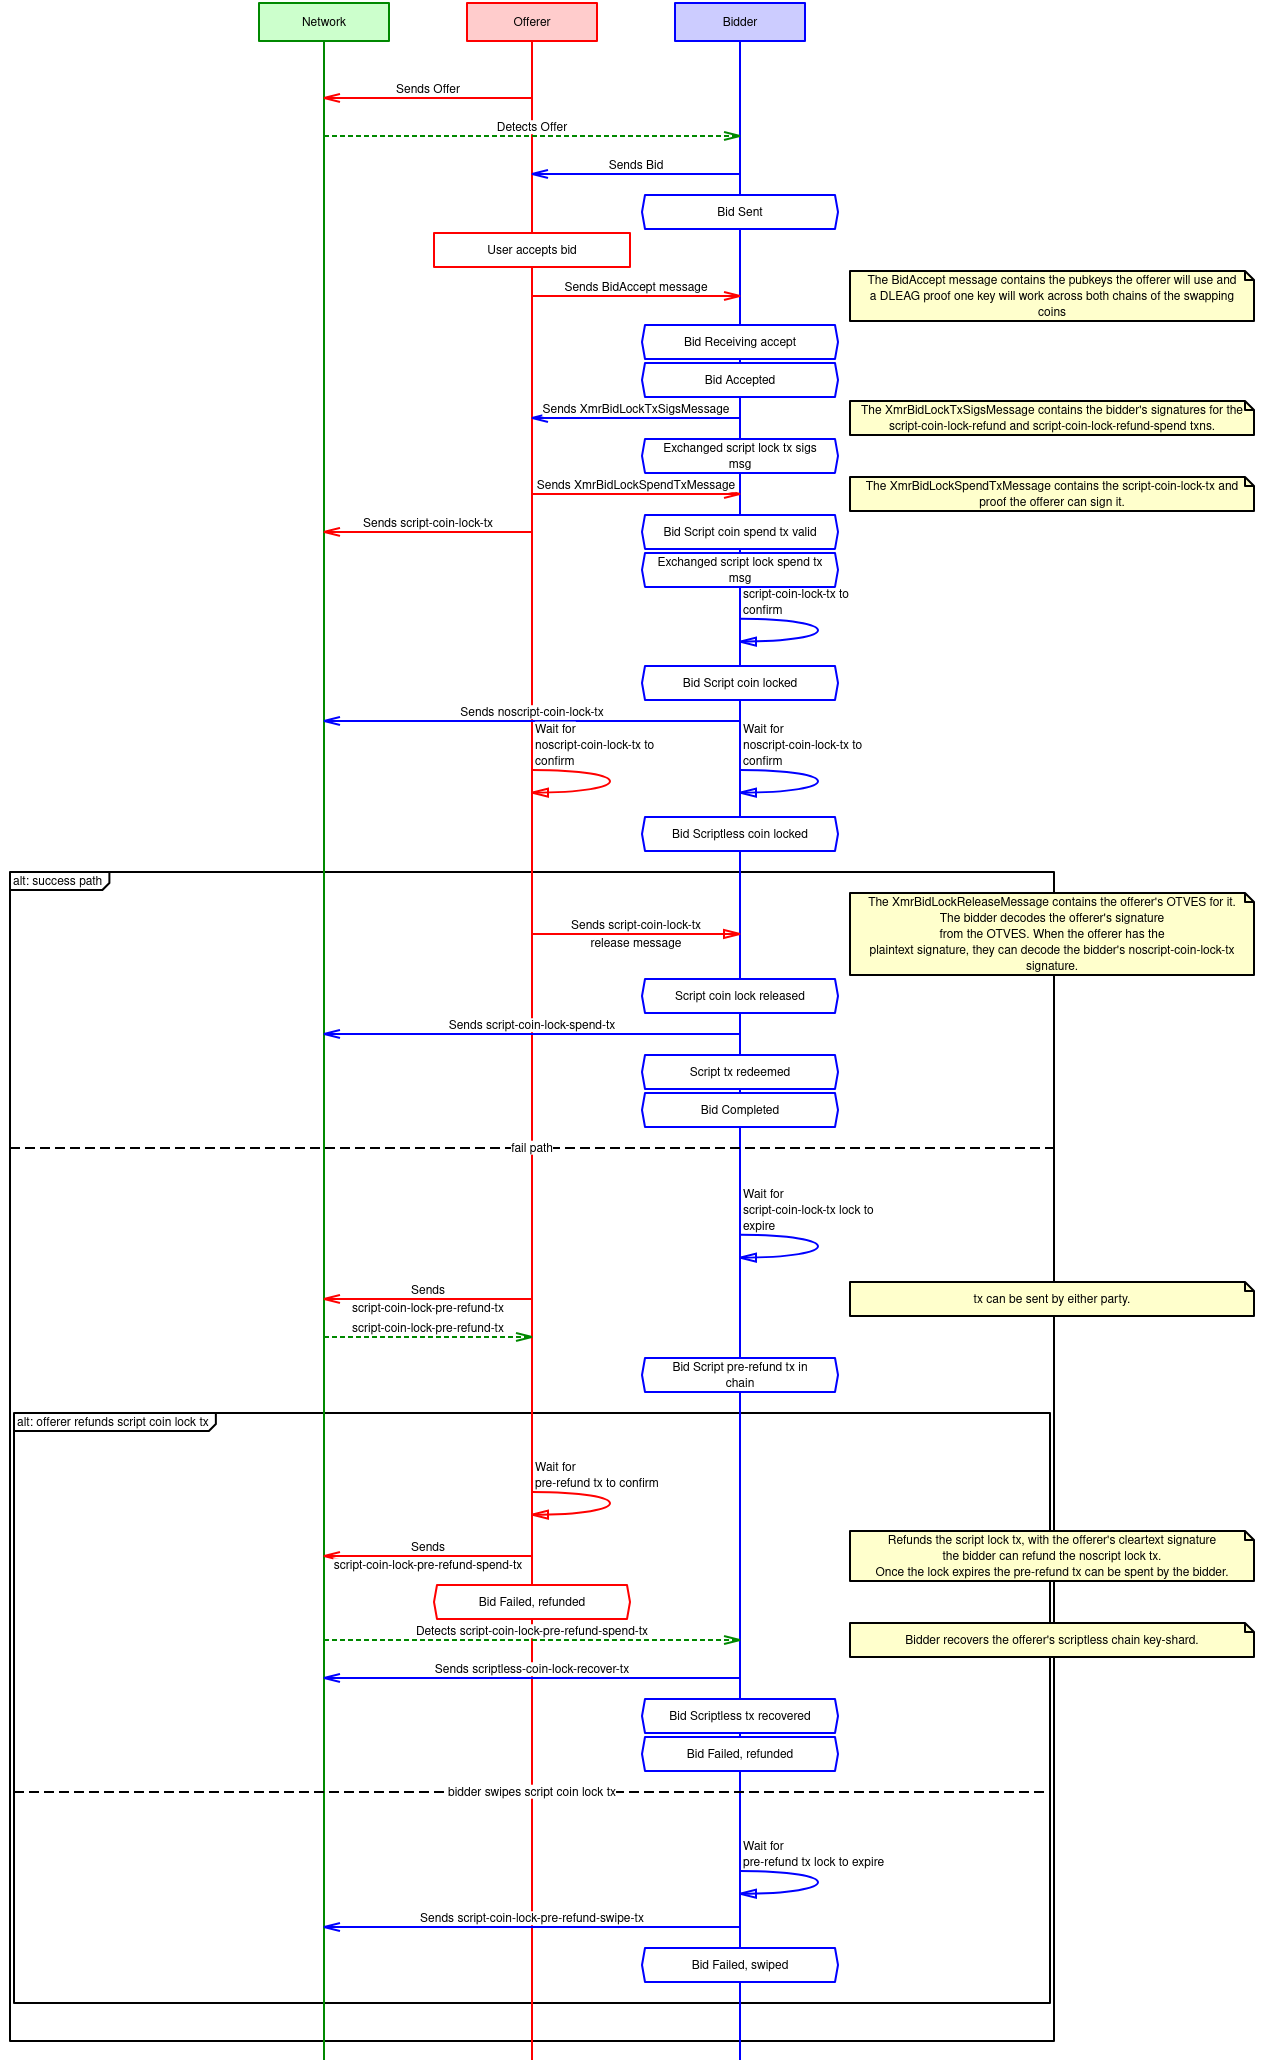 Network
Offerer
Bidder
Sends Offer
Detects Offer
Sends Bid
Bid Sent
User accepts bid
Sends BidAccept message
The BidAccept message contains the pubkeys the offerer will use and
a DLEAG proof one key will work across both chains of the swapping
coins
Bid Receiving accept
Bid Accepted
Sends XmrBidLockTxSigsMessage
The XmrBidLockTxSigsMessage contains the bidder's signatures for the
script-coin-lock-refund and script-coin-lock-refund-spend txns.
Exchanged script lock tx sigs
msg
Sends XmrBidLockSpendTxMessage
The XmrBidLockSpendTxMessage contains the script-coin-lock-tx and
proof the offerer can sign it.
Sends script-coin-lock-tx
Bid Script coin spend tx valid
Exchanged script lock spend tx
msg
script-coin-lock-tx to
confirm
Bid Script coin locked
Sends noscript-coin-lock-tx
Wait for
noscript-coin-lock-tx to
confirm
Wait for
noscript-coin-lock-tx to
confirm
Bid Scriptless coin locked
alt: success path
The XmrBidLockReleaseMessage contains the offerer's OTVES for it.
The bidder decodes the offerer's signature
from the OTVES. When the offerer has the
plaintext signature, they can decode the bidder's noscript-coin-lock-tx
signature.
Sends script-coin-lock-tx
release message
Script coin lock released
Sends script-coin-lock-spend-tx
Script tx redeemed
Bid Completed
fail path
Wait for
script-coin-lock-tx lock to
expire
Sends
script-coin-lock-pre-refund-tx
tx can be sent by either party.
script-coin-lock-pre-refund-tx
Bid Script pre-refund tx in
chain
alt: offerer refunds script coin lock tx
Wait for
pre-refund tx to confirm
Sends
script-coin-lock-pre-refund-spend-tx
Refunds the script lock tx, with the offerer's cleartext signature
the bidder can refund the noscript lock tx.
Once the lock expires the pre-refund tx can be spent by the bidder.
Bid Failed, refunded
Detects script-coin-lock-pre-refund-spend-tx
Bidder recovers the offerer's scriptless chain key-shard.
Sends scriptless-coin-lock-recover-tx
Bid Scriptless tx recovered
Bid Failed, refunded
bidder swipes script coin lock tx
Wait for
pre-refund tx lock to expire
Sends script-coin-lock-pre-refund-swipe-tx
Bid Failed, swiped